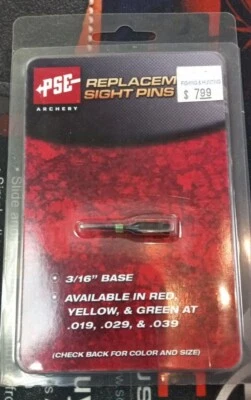 PSE
ARCHERY
REPLACEM
SIGHT PINS
$ 7.99
• 3/16" BASE
• AVAILABLE IN RED,
YELLOW, & GREEN AT
.019, .029, & .039
(CHECK BACK FOR COLOR AND SIZE)